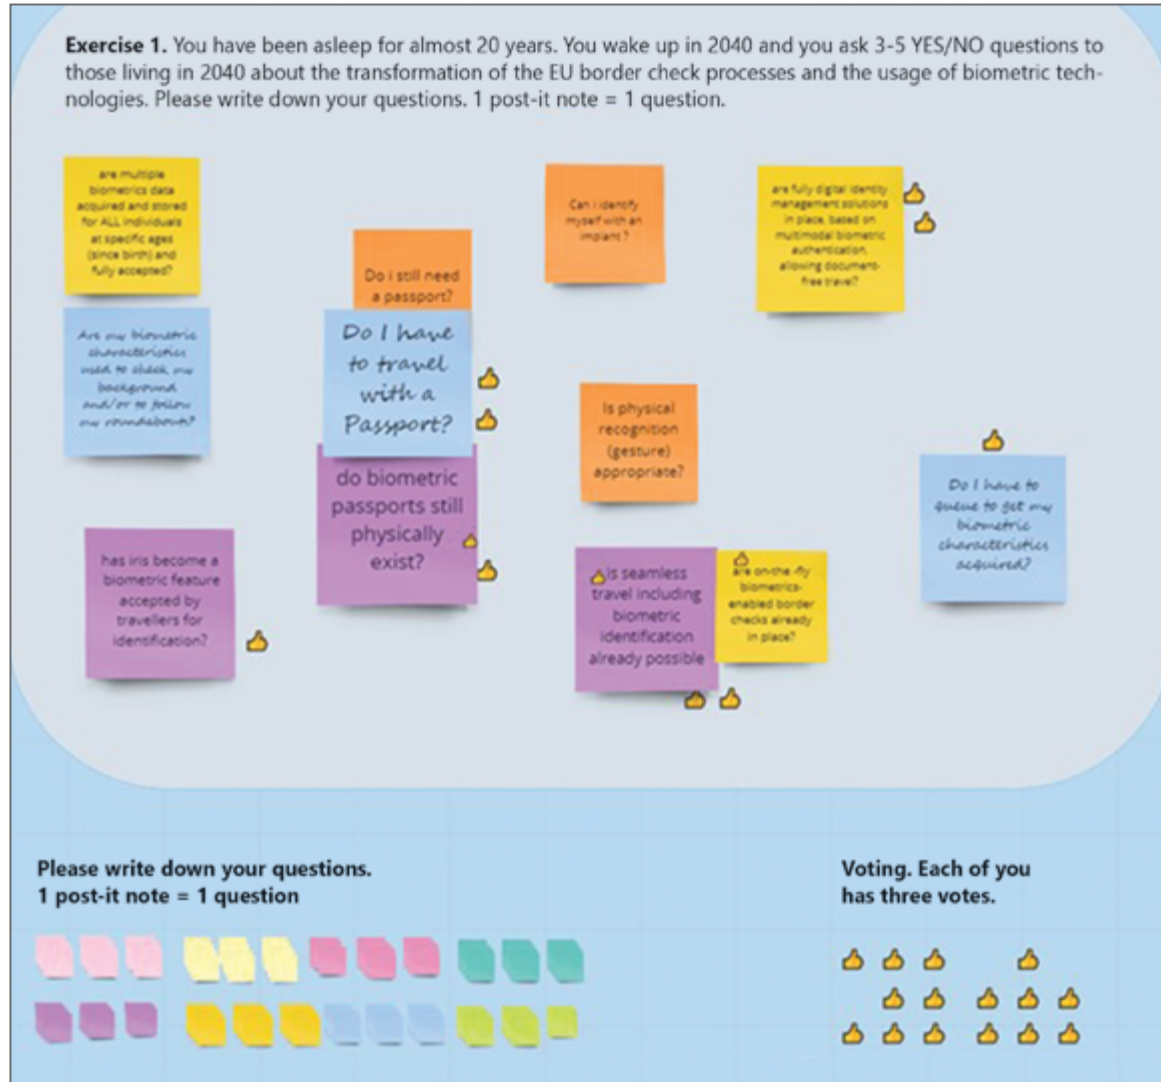 Exercise 1. You have been asleep for almost 20 years. You wake up in 2040 and you ask 3-5 YES/NO questions to
those living in 2040 about the transformation of the EU border check processes and the usage of biometric tech-
nologies. Please write down your questions. 1 post-it note = 1 question.
are multiple
biometrics data
acquired and stored
for ALL individuals
at specific ages
(since birth) and
fully accepted?
Are my biometric
characteristics
used to check my
background
and/or to follow
my roundabouts?
has iris become a
biometric feature
accepted by
travellers for
identification?
Do i still need
a passport?
Do I have
to travel
with a
Passport?
do biometric
passports still
physically
exist?
Can i identify
myself with an
implant ?
Is physical
recognition
(gesture)
appropriate?
is seamless
travel including
biometric
identification
already possible
are on-the -fly
biometrics-
enabled border
checks already
in place?
are fully digital identity
management solutions
in place, based on
multimodal biometric
authentication,
allowing document-
free travel?
Do I have to
queue to get my
biometric
characteristics
acquired?
Please write down your questions.
1 post-it note = 1 question
Voting. Each of you
has three votes.